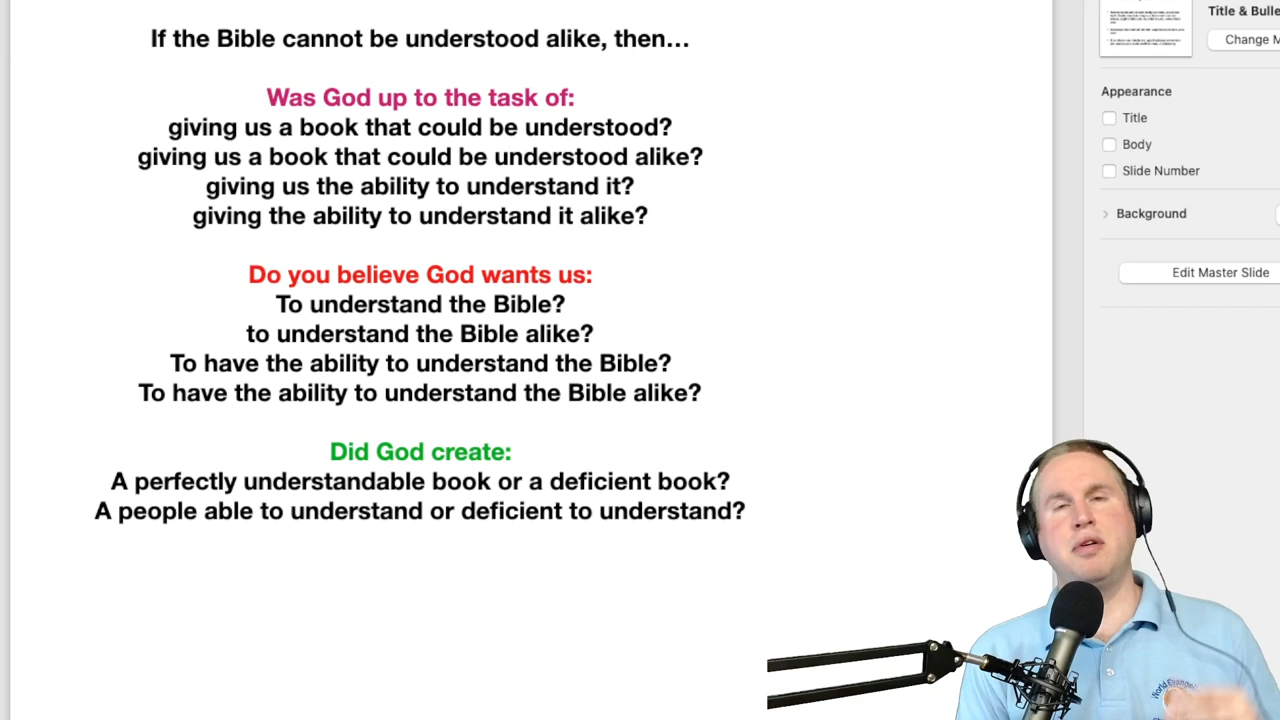 If the Bible cannot be understood alike, then…
Was God up to the task of:
giving us a book that could be understood?
giving us a book that could be understood alike?
giving us the ability to understand it?
giving the ability to understand it alike?
Do you believe God wants us:
To understand the Bible?
to understand the Bible alike?
To have the ability to understand the Bible?
To have the ability to understand the Bible alike?
Did God create:
A perfectly understandable book or a deficient book?
A people able to understand or deficient to understand?
Title & Bulle
Change M
Appearance
Title
Body
Slide Number
Background
Edit Master Slide
World